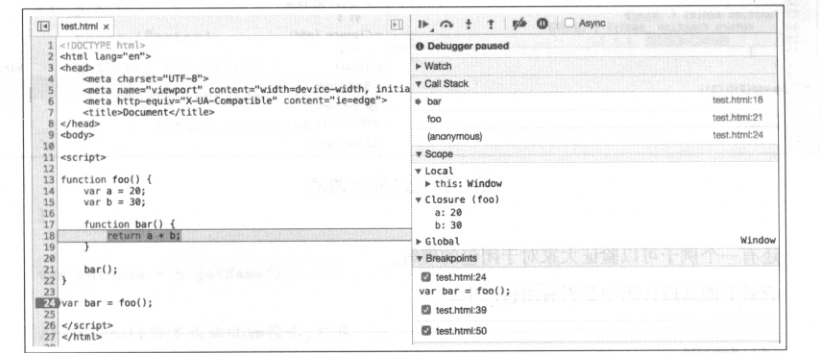 test.html ×
Async
1 <!DOCTYPE html>
2 <html lang="en">
3 <head>
4 <meta charset="UTF-8">
5 <meta name="viewport" content="width=device-width, initia
6 <meta http-equiv="X-UA-Compatible" content="ie=edge">
7 <title>Document</title>
8 </head>
9 <body>
10
11 <script>
12
13 function foo() {
14 var a = 20;
15 var b = 30;
16
17 function bar() {
18 return a + b;
19 }
20
21 bar();
22 }
23
24 var bar = foo();
25
26 </script>
27 </html>
Debugger paused
Watch
Call Stack
bar test.html:18
foo test.html:21
(anonymous) test.html:24
Scope
Local
this: Window
Closure (foo)
a: 20
b: 30
Global Window
Breakpoints
test.html:24
var bar = foo();
test.html:39
test.html:50